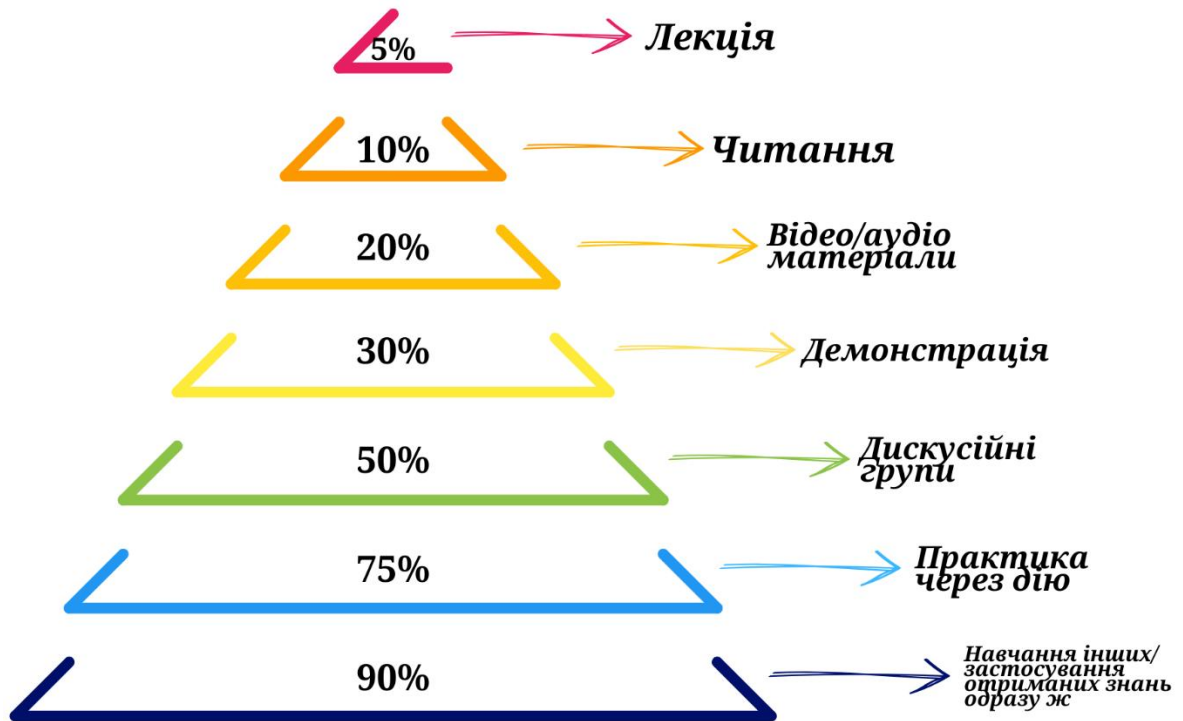 5%
Лекція
10%
Читання
20%
Відео/аудіо
матеріали
30%
Демонстрація
50%
Дискусійні
групи
75%
Практика
через дію
90%
Навчання інших/
застосування
отриманих знань
одразу ж